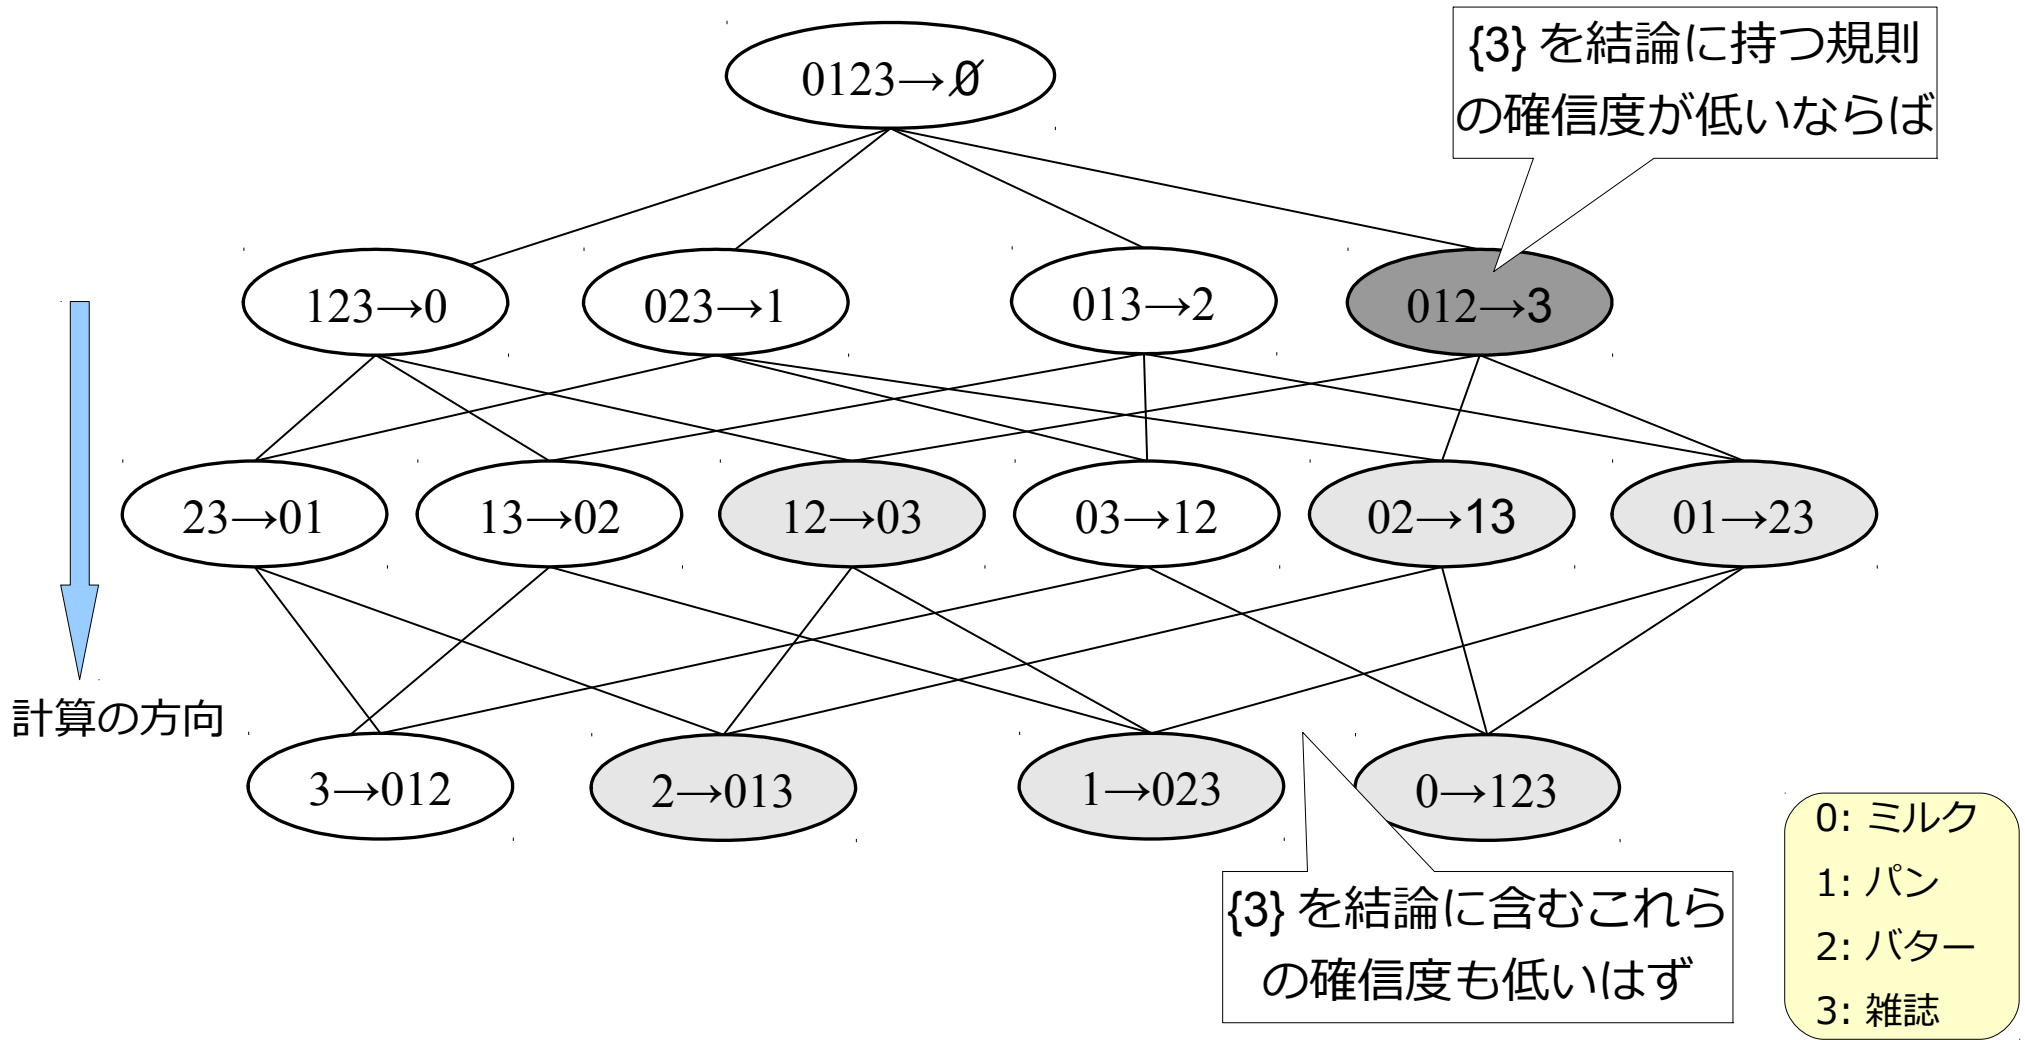 0123→∅
{3} を結論に持つ規則
の確信度が低いならば
123→0
023→1
013→2
012→3
23→01
13→02
12→03
03→12
02→13
01→23
計算の方向
3→012
2→013
1→023
0→123
{3} を結論に含むこれら
の確信度も低いはず
0: ミルク
1: パン
2: バター
3: 雑誌